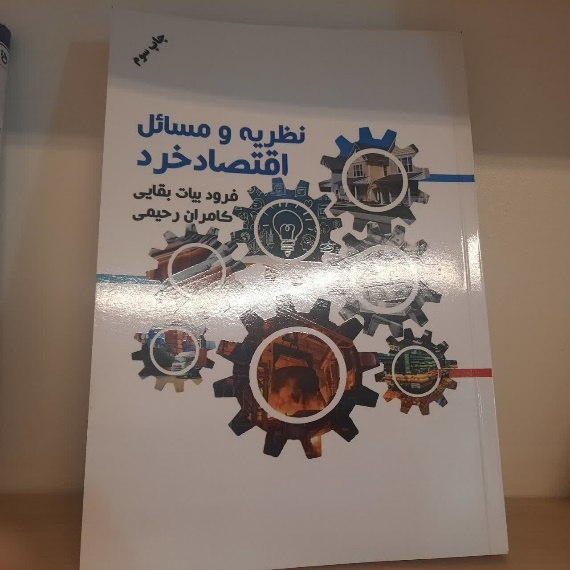 چاپ سوم
نظریه و مسائل
اقتصاد خرد
فرود بیات بقایی
کامران رحیمی